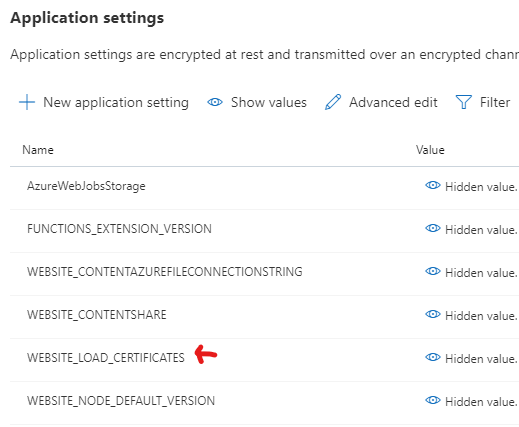 Application settings
Application settings are encrypted at rest and transmitted over an encrypted chan
New application setting Show values Advanced edit Filter
Name Value
AzureWebJobsStorage Hidden value.
FUNCTIONS_EXTENSION_VERSION Hidden value.
WEBSITE_CONTENTAZUREFILECONNECTIONSTRING Hidden value.
WEBSITE_CONTENTSHARE Hidden value.
WEBSITE_LOAD_CERTIFICATES Hidden value.
WEBSITE_NODE_DEFAULT_VERSION Hidden value.